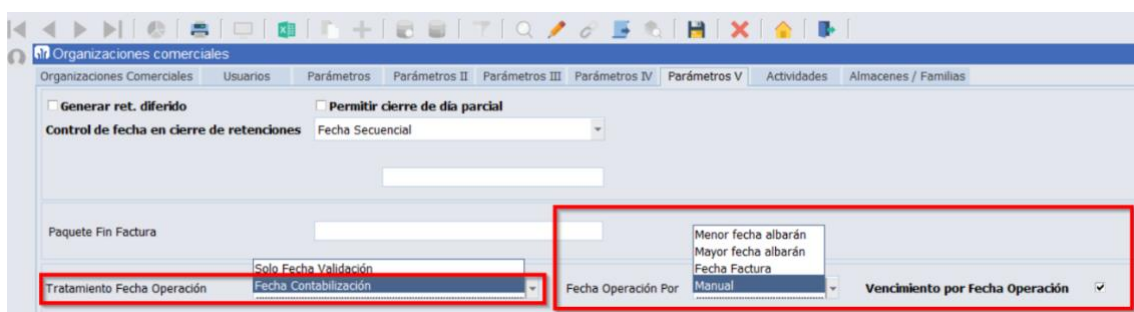 Organizaciones comerciales
Organizaciones Comerciales Usuarios Parámetros Parámetros II Parámetros III Parámetros IV Parámetros V Actividades Almacenes / Familias
Generar ret. diferido Permitir cierre de día parcial
Control de fecha en cierre de retenciones Fecha Secuencial
Paquete Fin Factura
Menor fecha albarán
Mayor fecha albarán
Solo Fecha Validación Fecha Factura
Tratamiento Fecha Operación Fecha Contabilización Fecha Operación Por Manual Vencimiento por Fecha Operación